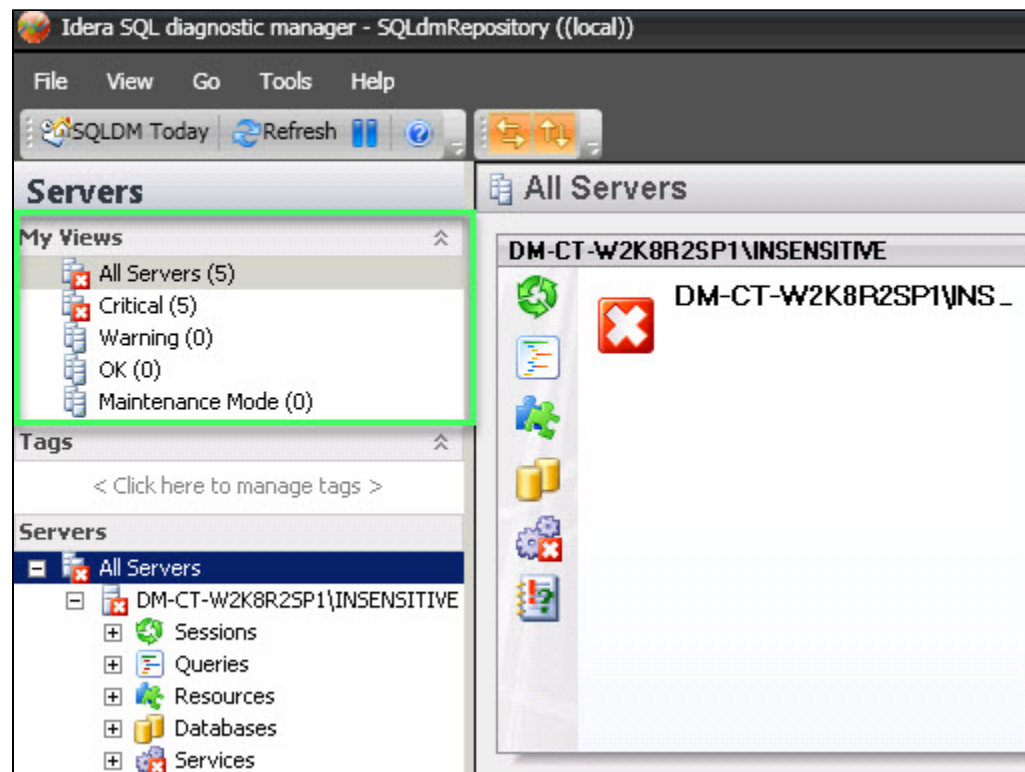 Idera SQL diagnostic manager - SQLdmRepository ((local))
File View Go Tools Help
SQLDM Today Refresh
Servers
My Views
All Servers (5)
Critical (5)
Warning (0)
OK (0)
Maintenance Mode (0)
Tags
< Click here to manage tags >
Servers
All Servers
DM-CT-W2K8R2SP1\INSENSITIVE
Sessions
Queries
Resources
Databases
Services
All Servers
DM-CT-W2K8R2SP1\INSENSITIVE
DM-CT-W2K8R2SP1\INS...